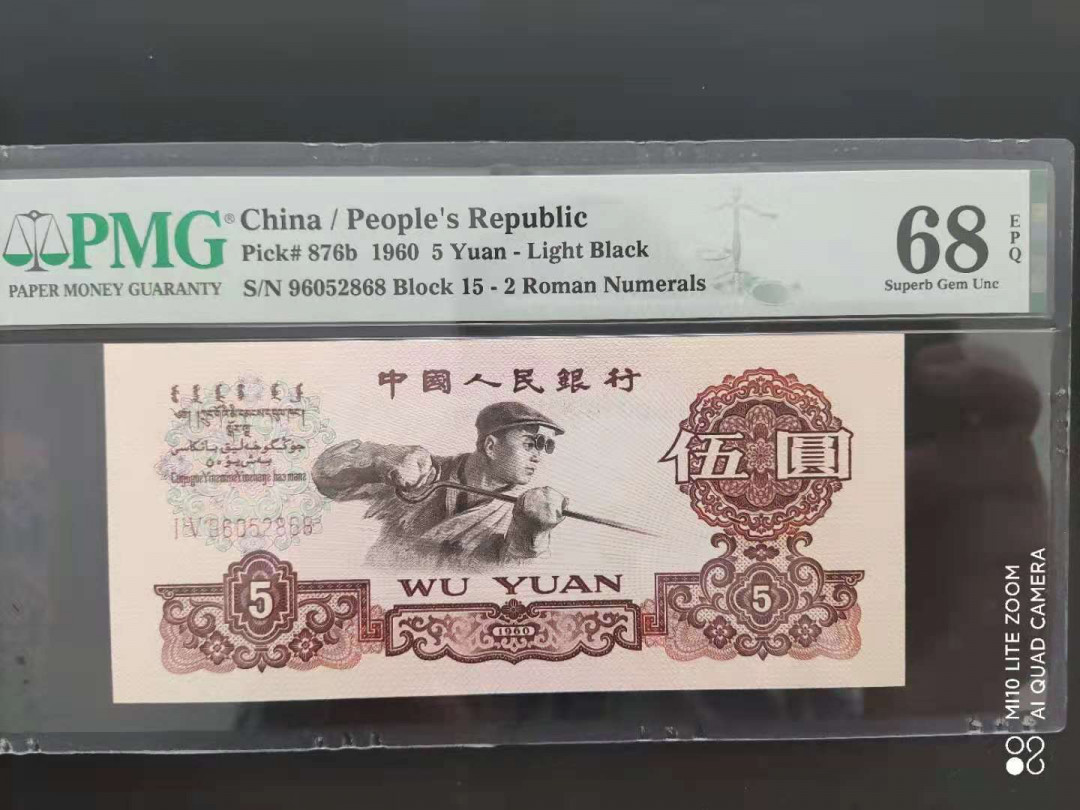 PMG®
PAPER MONEY GUARANTY
China / People's Republic
Pick# 876b 1960 5 Yuan - Light Black
S/N 96052868 Block 15 - 2 Roman Numerals
68
EPQ
Superb Gem Unc
中國人民銀行
伍圓
I V 96052868
WU YUAN
5
1960
5
MI10 LITE ZOOM
AI QUAD CAMERA